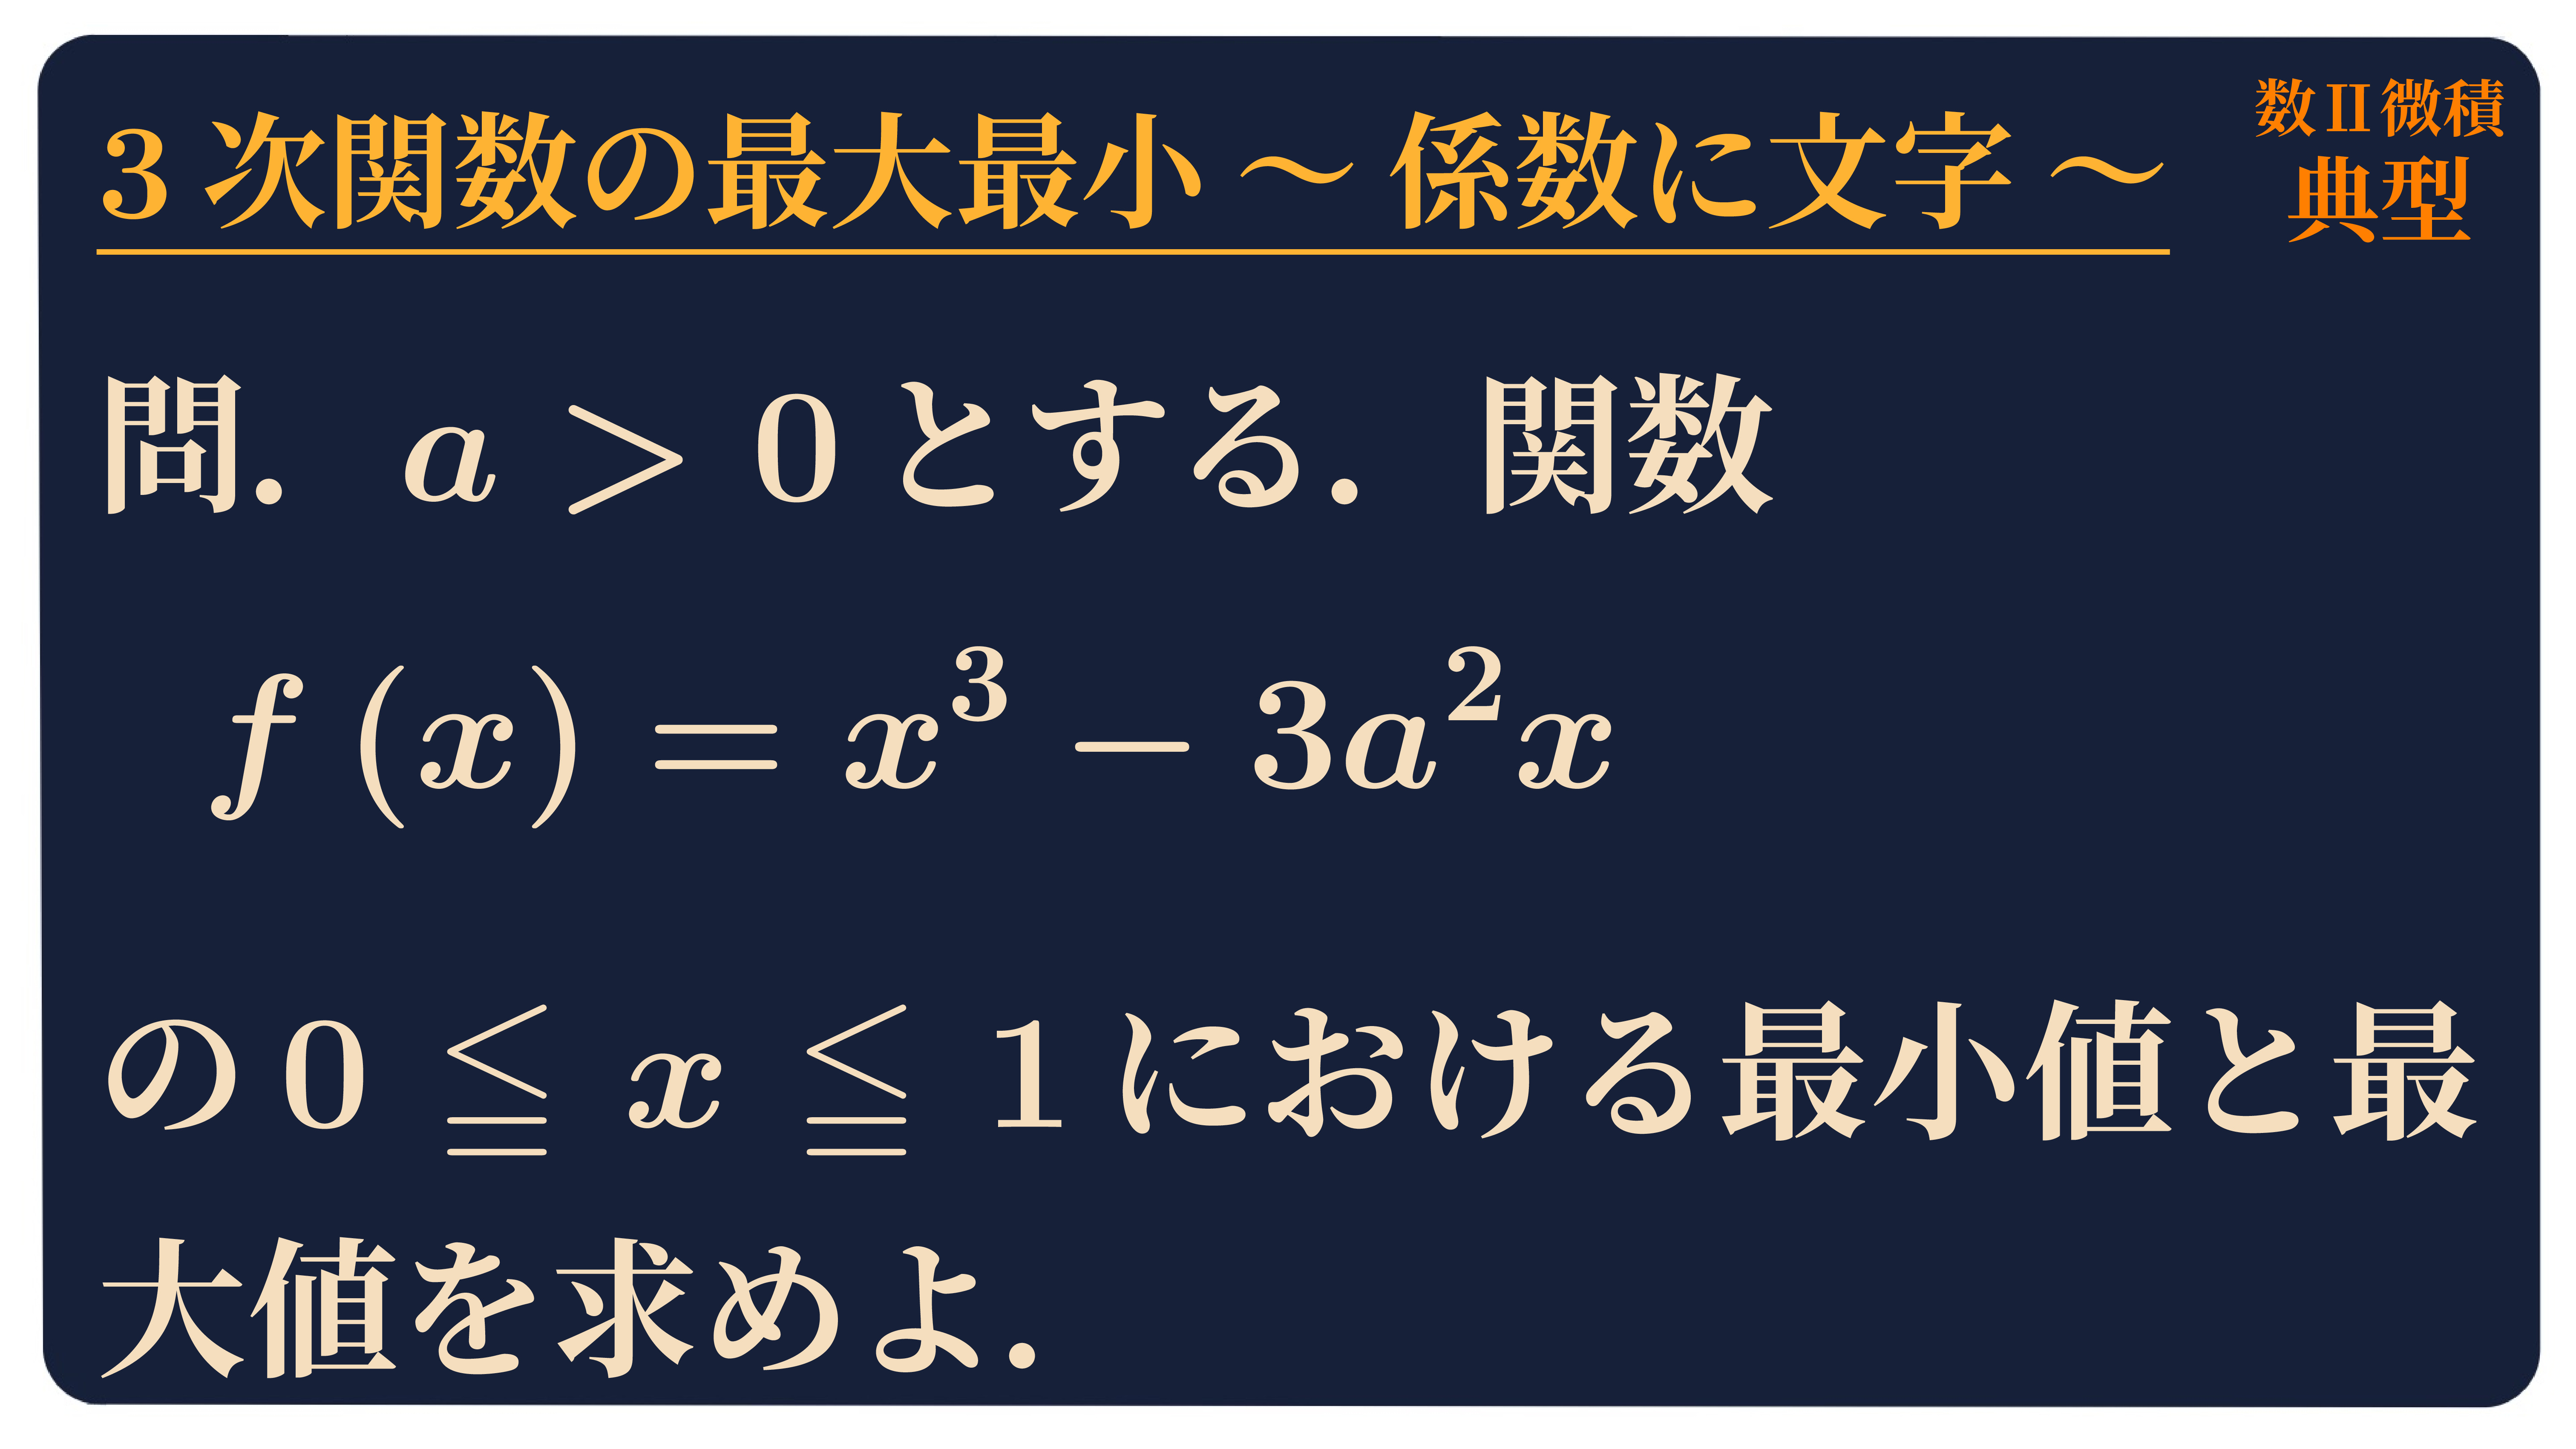 3次関数の最大最小〜係数に文字〜
数Ⅱ微積
典型
問. a > 0 とする. 関数
f(x) = x³ − 3a²x
の 0 ≦ x ≦ 1 における最小値と最
大値を求めよ.